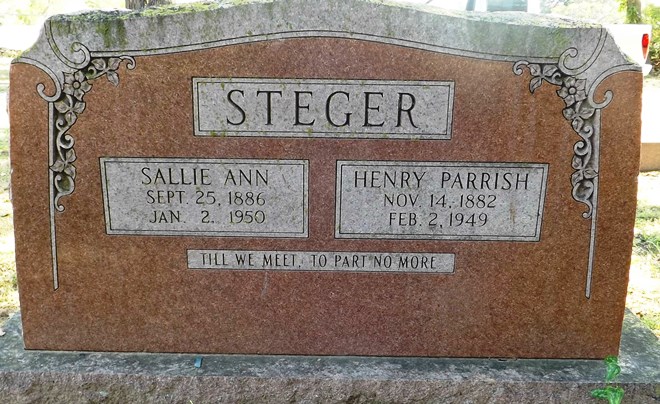 STEGER
SALLIE ANN
SEPT. 25, 1886
JAN. 2. 1950
HENRY PARRISH
NOV. 14, 1882
FEB. 2, 1949
TILL WE MEET, TO PART NO MORE